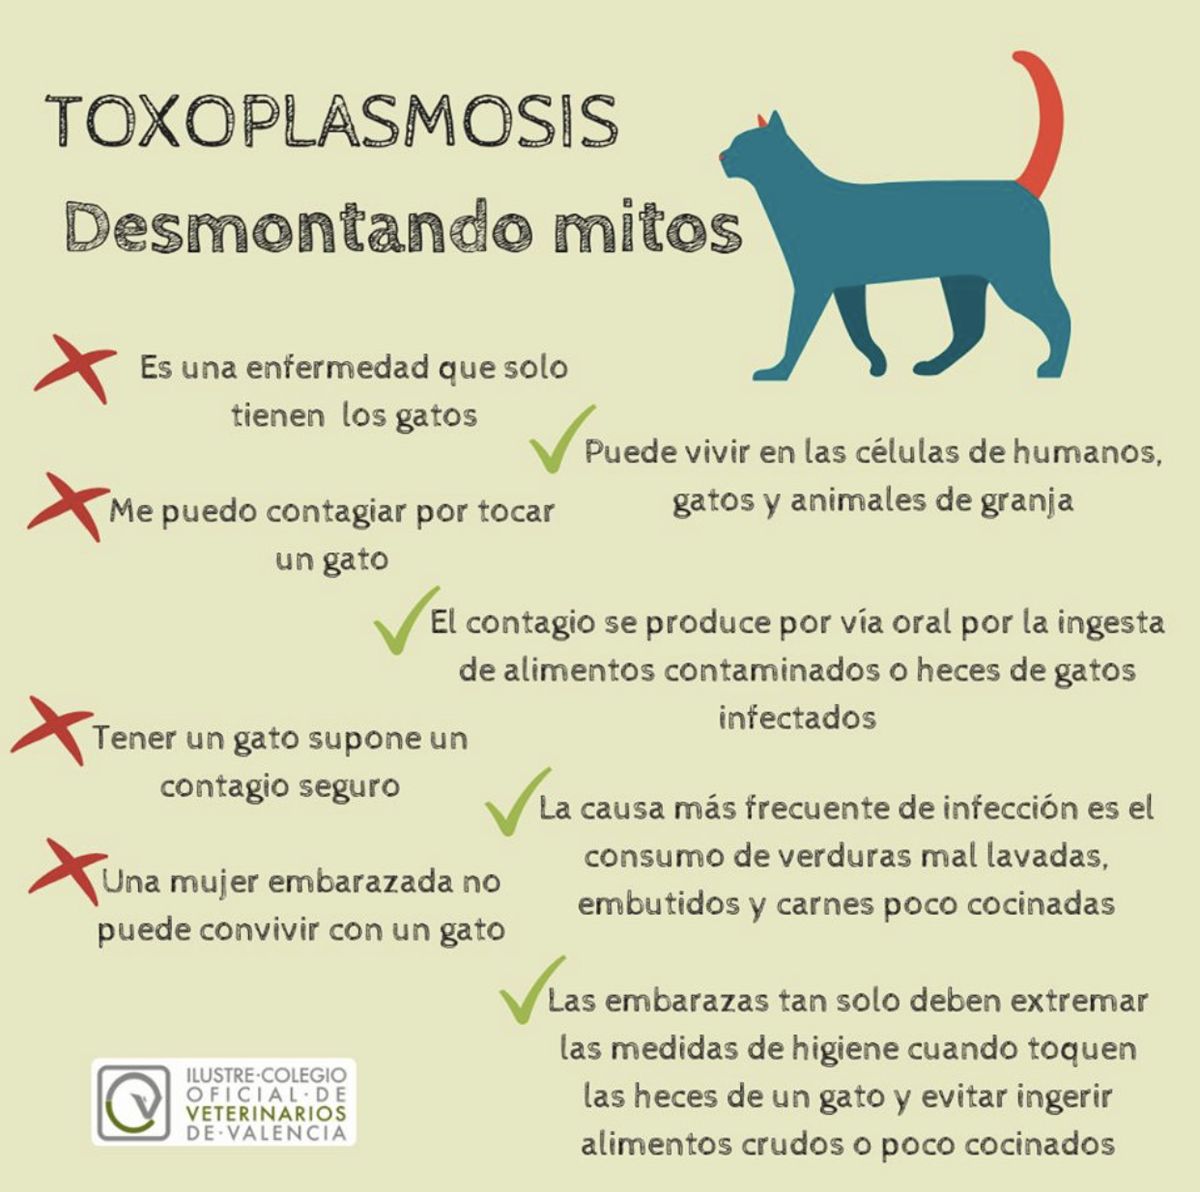 TOXOPLASMOSIS
Desmontando mitos
Es una enfermedad que solo
tienen los gatos
Puede vivir en las células de humanos,
gatos y animales de granja
Me puedo contagiar por tocar
un gato
El contagio se produce por vía oral por la ingesta
de alimentos contaminados o heces de gatos
infectados
Tener un gato supone un
contagio seguro
La causa más frecuente de infección es el
consumo de verduras mal lavadas,
embutidos y carnes poco cocinadas
Una mujer embarazada no
puede convivir con un gato
Las embarazas tan solo deben extremar
las medidas de higiene cuando toquen
las heces de un gato y evitar ingerir
alimentos crudos o poco cocinados
ILUSTRE·COLEGIO
OFICIAL·DE
VETERINARIOS
DE·VALENCIA